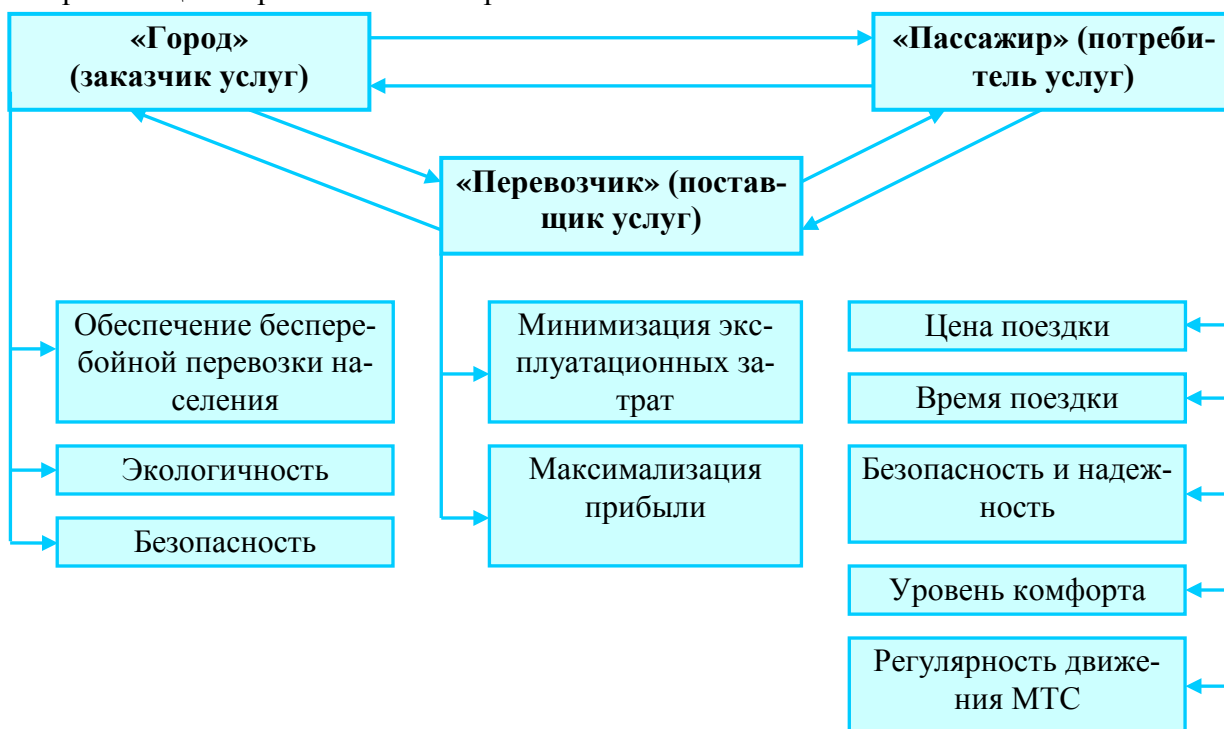 «Город»
(заказчик услуг)
«Пассажир» (потреби-
тель услуг)
«Перевозчик» (постав-
щик услуг)
Обеспечение беспере-
бойной перевозки на-
селения
Экологичность
Безопасность
Минимизация экс-
плуатационных за-
трат
Максимализация
прибыли
Цена поездки
Время поездки
Безопасность и надеж-
ность
Уровень комфорта
Регулярность движе-
ния МТС